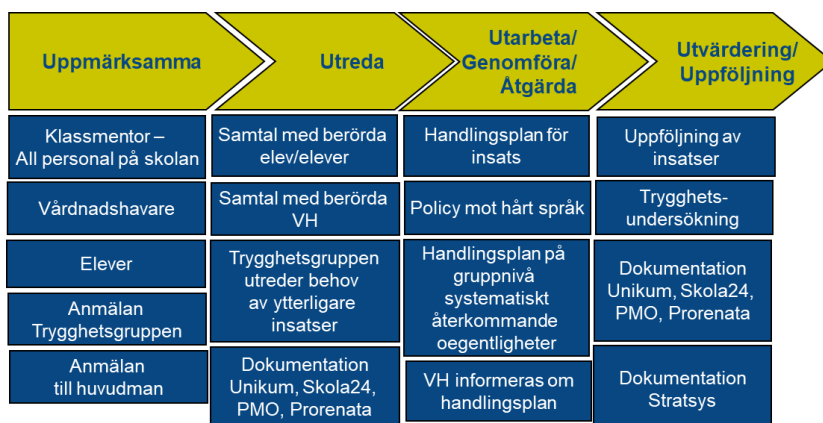 Uppmärksamma
Utreda
Utarbeta/
Genomföra/
Åtgärda
Utvärdering/
Uppföljning
Klassmentor –
All personal på skolan
Vårdnadshavare
Elever
Anmälan
Trygghetsgruppen
Anmälan
till huvudman
Samtal med berörda
elev/elever
Samtal med berörda
VH
Trygghetsgruppen
utreder behov
av ytterligare
insatser
Dokumentation
Unikum, Skola24,
PMO, Prorenata
Handlingsplan för
insats
Policy mot hårt språk
Handlingsplan på
gruppnivå
systematiskt
återkommande
oegentligheter
VH informeras om
handlingsplan
Uppföljning av
insatser
Trygghets-
undersökning
Dokumentation
Unikum, Skola24,
PMO, Prorenata
Dokumentation
Stratsys